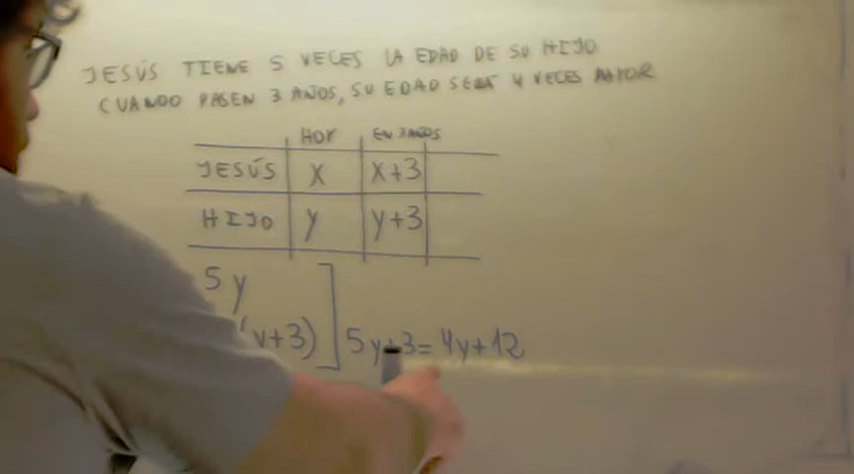 JESÚS TIENE 5 VECES LA EDAD DE SU HIJO
CUANDO PASEN 3 AÑOS, SU EDAD SERÁ 4 VECES MAYOR
HOY EN 3 AÑOS
JESÚS x x+3
HIJO y y+3
5y
(y+3) 5y+3=4y+12